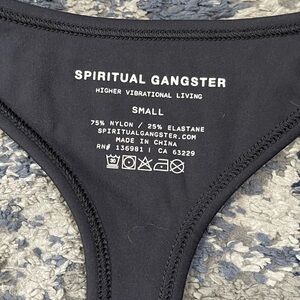 SPIRITUAL GANGSTER
HIGHER VIBRATIONAL LIVING
SMALL
75% NYLON / 25% ELASTANE
SPIRITUALGANGSTER.COM
MADE IN CHINA
RN# 136981 | CA 63229